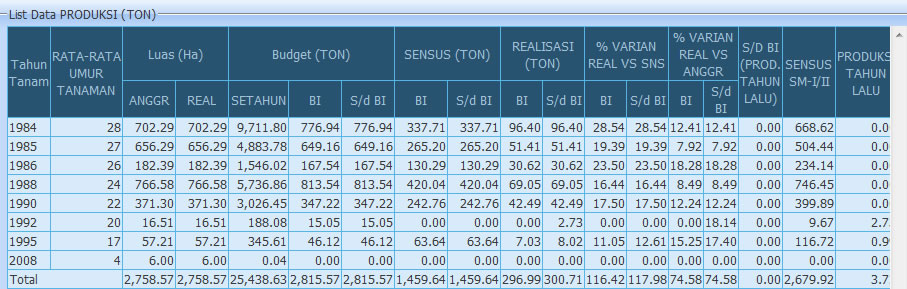 List Data PRODUKSI (TON)
Tahun Tanam RATA-RATA UMUR TANAMAN Luas (Ha) Budget (TON) SENSUS (TON) REALISASI (TON) % VARIAN REAL VS SNS % VARIAN REAL VS ANGGR S/D BI (PROD. TAHUN LALU) SENSUS SM-I/II PRODUKS TAHUN LALU
ANGGR REAL SETAHUN BI S/d BI BI S/d BI BI S/d BI BI S/d BI BI S/d BI
1984 28 702.29 702.29 9,711.80 776.94 776.94 337.71 337.71 96.40 96.40 28.54 28.54 12.41 12.41 0.00 668.62 0.0
1985 27 656.29 656.29 4,883.78 649.16 649.16 265.20 265.20 51.41 51.41 19.39 19.39 7.92 7.92 0.00 504.44 0.0
1986 26 182.39 182.39 1,546.02 167.54 167.54 130.29 130.29 30.62 30.62 23.50 23.50 18.28 18.28 0.00 234.14 0.0
1988 24 766.58 766.58 5,736.86 813.54 813.54 420.04 420.04 69.05 69.05 16.44 16.44 8.49 8.49 0.00 746.45 0.0
1990 22 371.30 371.30 3,026.45 347.22 347.22 242.76 242.76 42.49 42.49 17.50 17.50 12.24 12.24 0.00 399.89 0.0
1992 20 16.51 16.51 188.08 15.05 15.05 0.00 0.00 0.00 2.73 0.00 0.00 0.00 18.14 0.00 9.67 2.7
1995 17 57.21 57.21 345.61 46.12 46.12 63.64 63.64 7.03 8.02 11.05 12.61 15.25 17.40 0.00 116.72 0.9
2008 4 6.00 6.00 0.04 0.00 0.00 0.00 0.00 0.00 0.00 0.00 0.00 0.00 0.00 0.00 0.00 0.0
Total 2,758.57 2,758.57 25,438.63 2,815.57 2,815.57 1,459.64 1,459.64 296.99 300.71 116.42 117.98 74.58 74.58 0.00 2,679.92 3.7